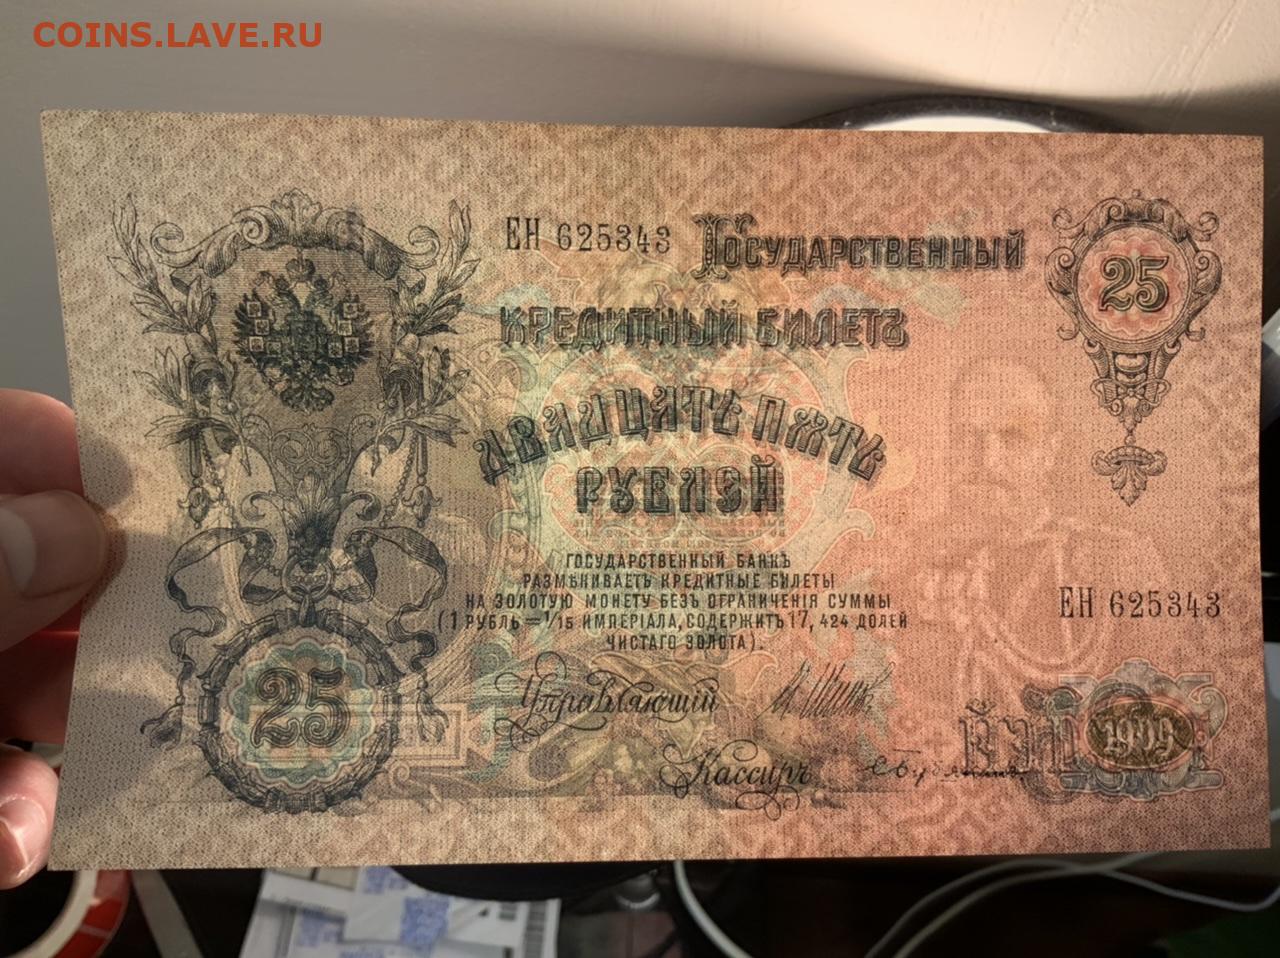 COINS.LAVE.RU
ЕН 625343
Государственный
25
Кредитный Билетъ
Двадцать пять
рублей
Государственный Банкъ
размѣниваетъ кредитные билеты
на золотую монету безъ ограниченія суммы
(1 рубль = 1/15 имперіала, содержитъ 17,424 долей
чистаго золота).
ЕН 625343
25
Управляющій
И. Шипов
1909
Кассиръ